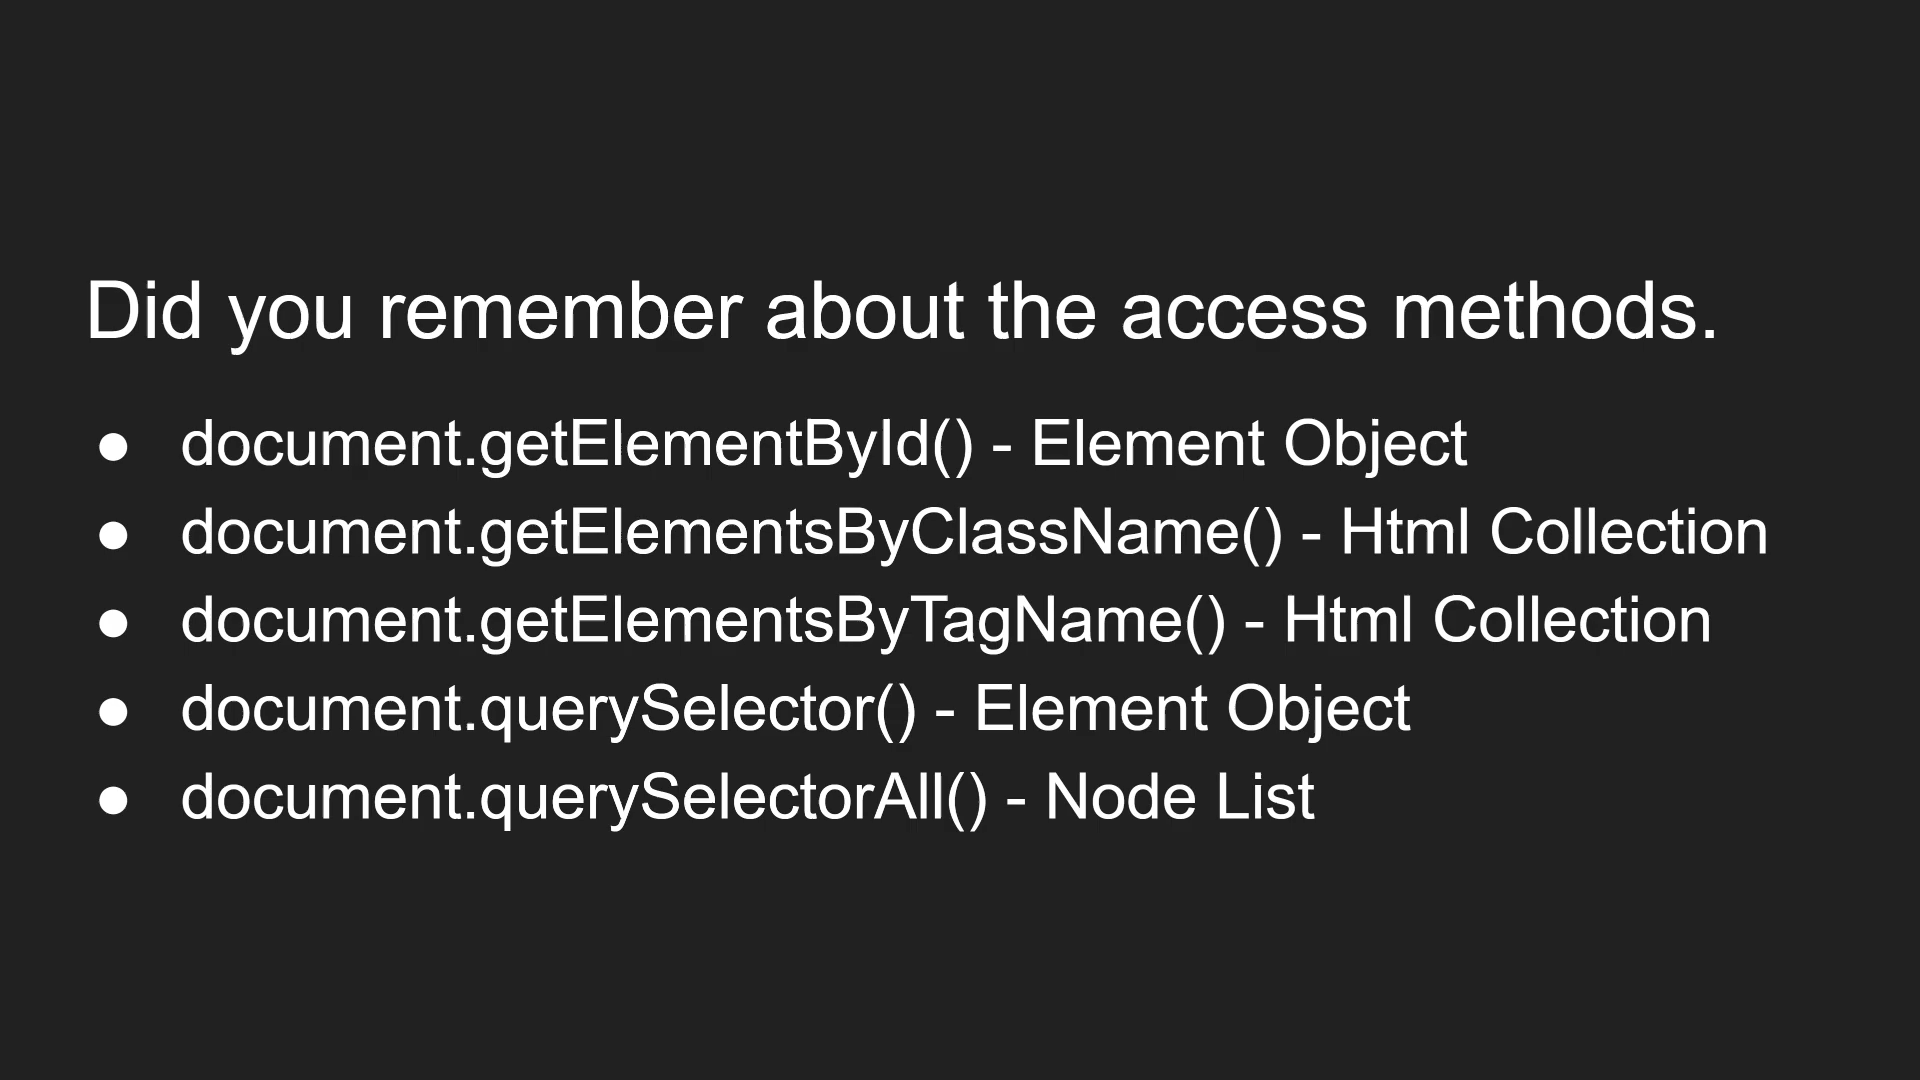 Did you remember about the access methods.
● document.getElementById() - Element Object
● document.getElementsByClassName() - Html Collection
● document.getElementsByTagName() - Html Collection
● document.querySelector() - Element Object
● document.querySelectorAll() - Node List